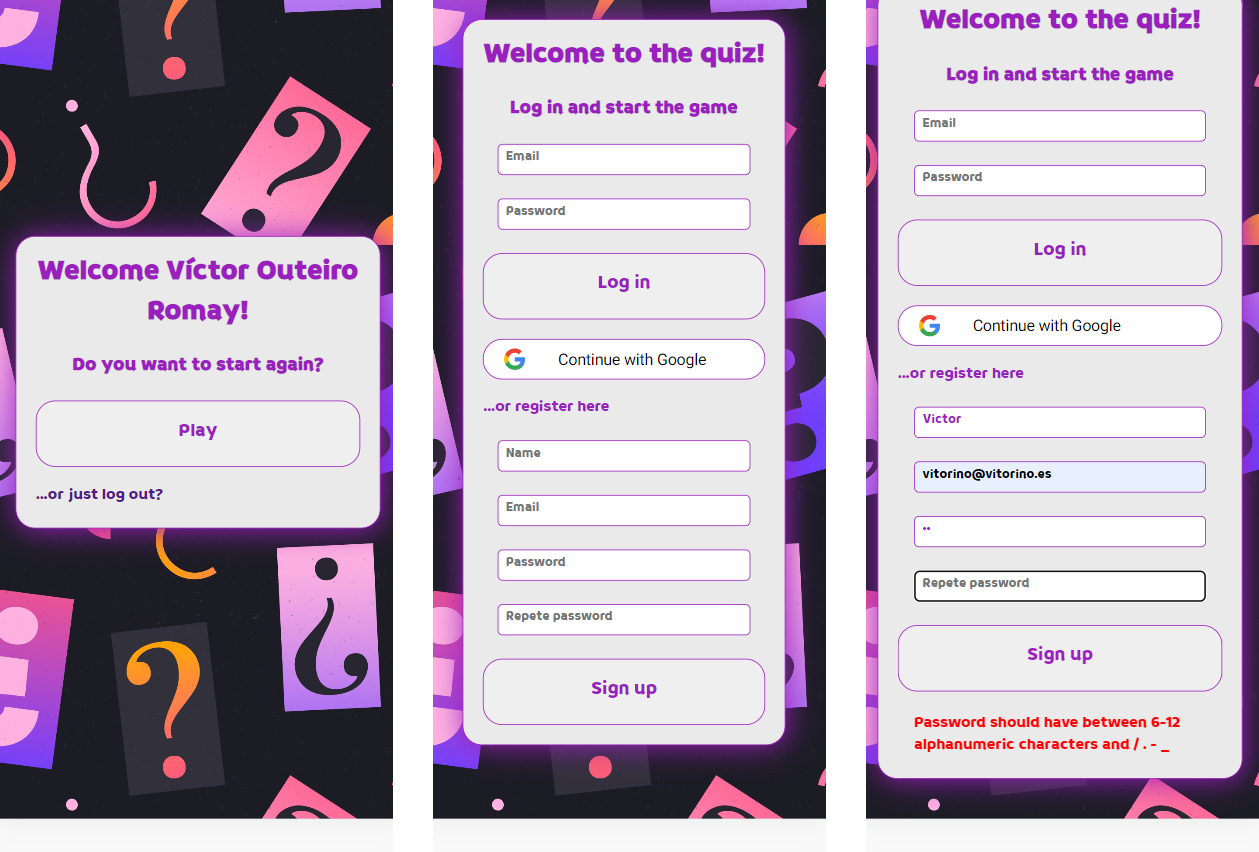 Welcome Víctor Outeiro
Romay!
Do you want to start again?
Play
...or just log out?
Welcome to the quiz!
Log in and start the game
Email
Password
Log in
Continue with Google
...or register here
Name
Email
Password
Repete password
Sign up
Welcome to the quiz!
Log in and start the game
Email
Password
Log in
Continue with Google
...or register here
Victor
vitorino@vitorino.es
••
Repete password
Sign up
Password should have between 6-12
alphanumeric characters and / . - _